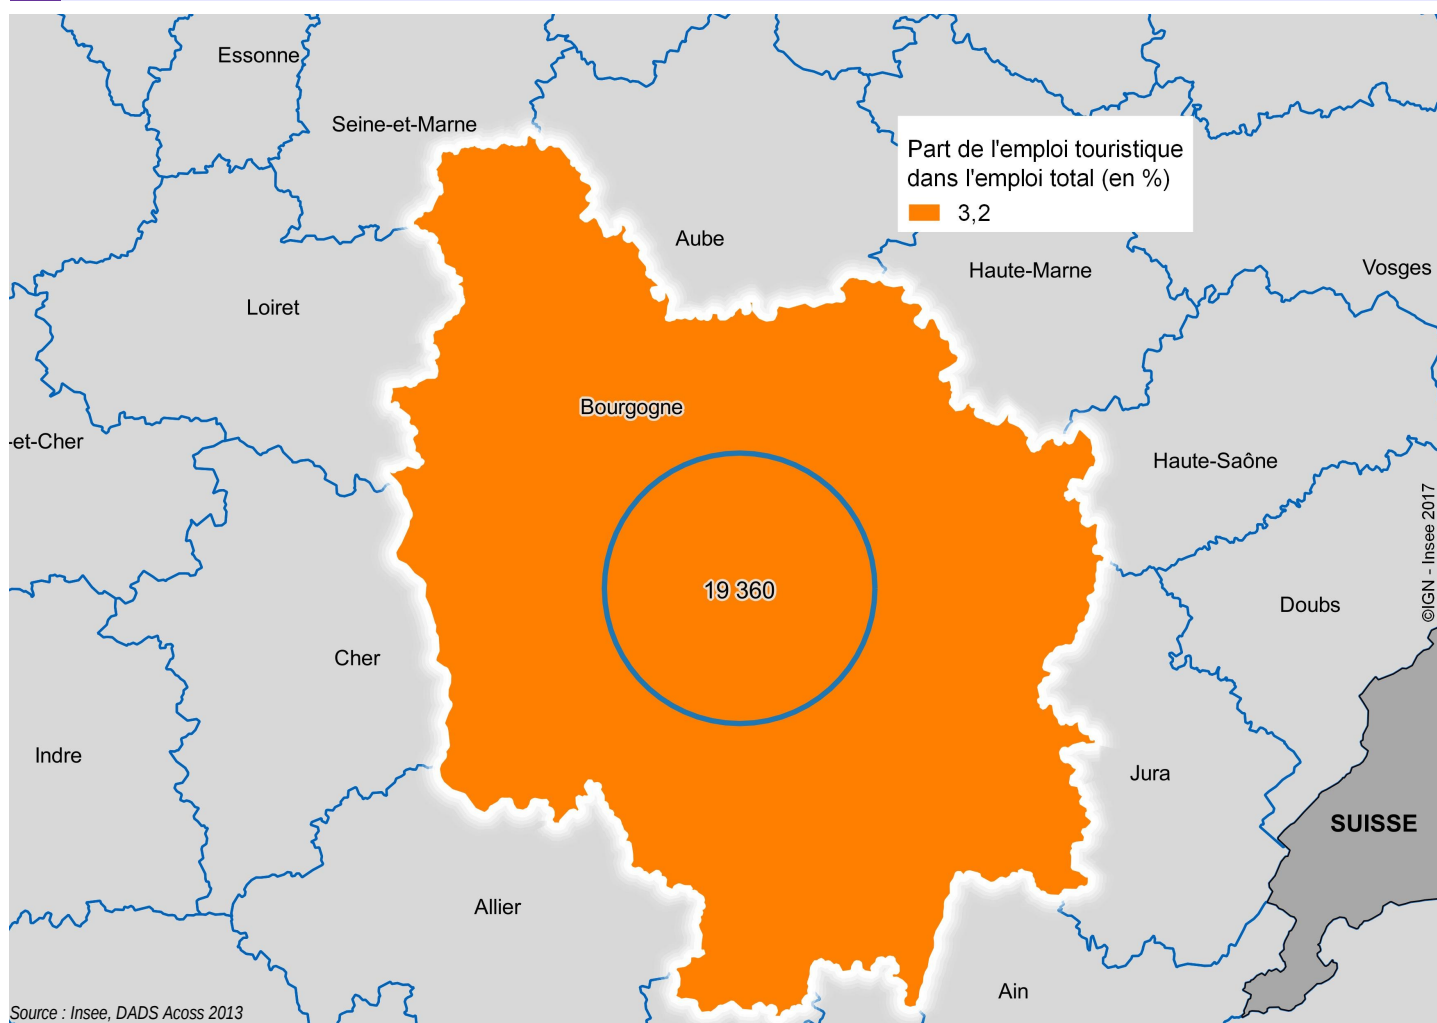 Essonne
Seine-et-Marne
Part de l'emploi touristique
dans l'emploi total (en %)
3,2
Aube
Haute-Marne
Vosges
Loiret
Bourgogne
-et-Cher
Haute-Saône
©IGN - Insee 2017
19 360
Doubs
Cher
Indre
Jura
SUISSE
Allier
Ain
Source : Insee, DADS Acoss 2013